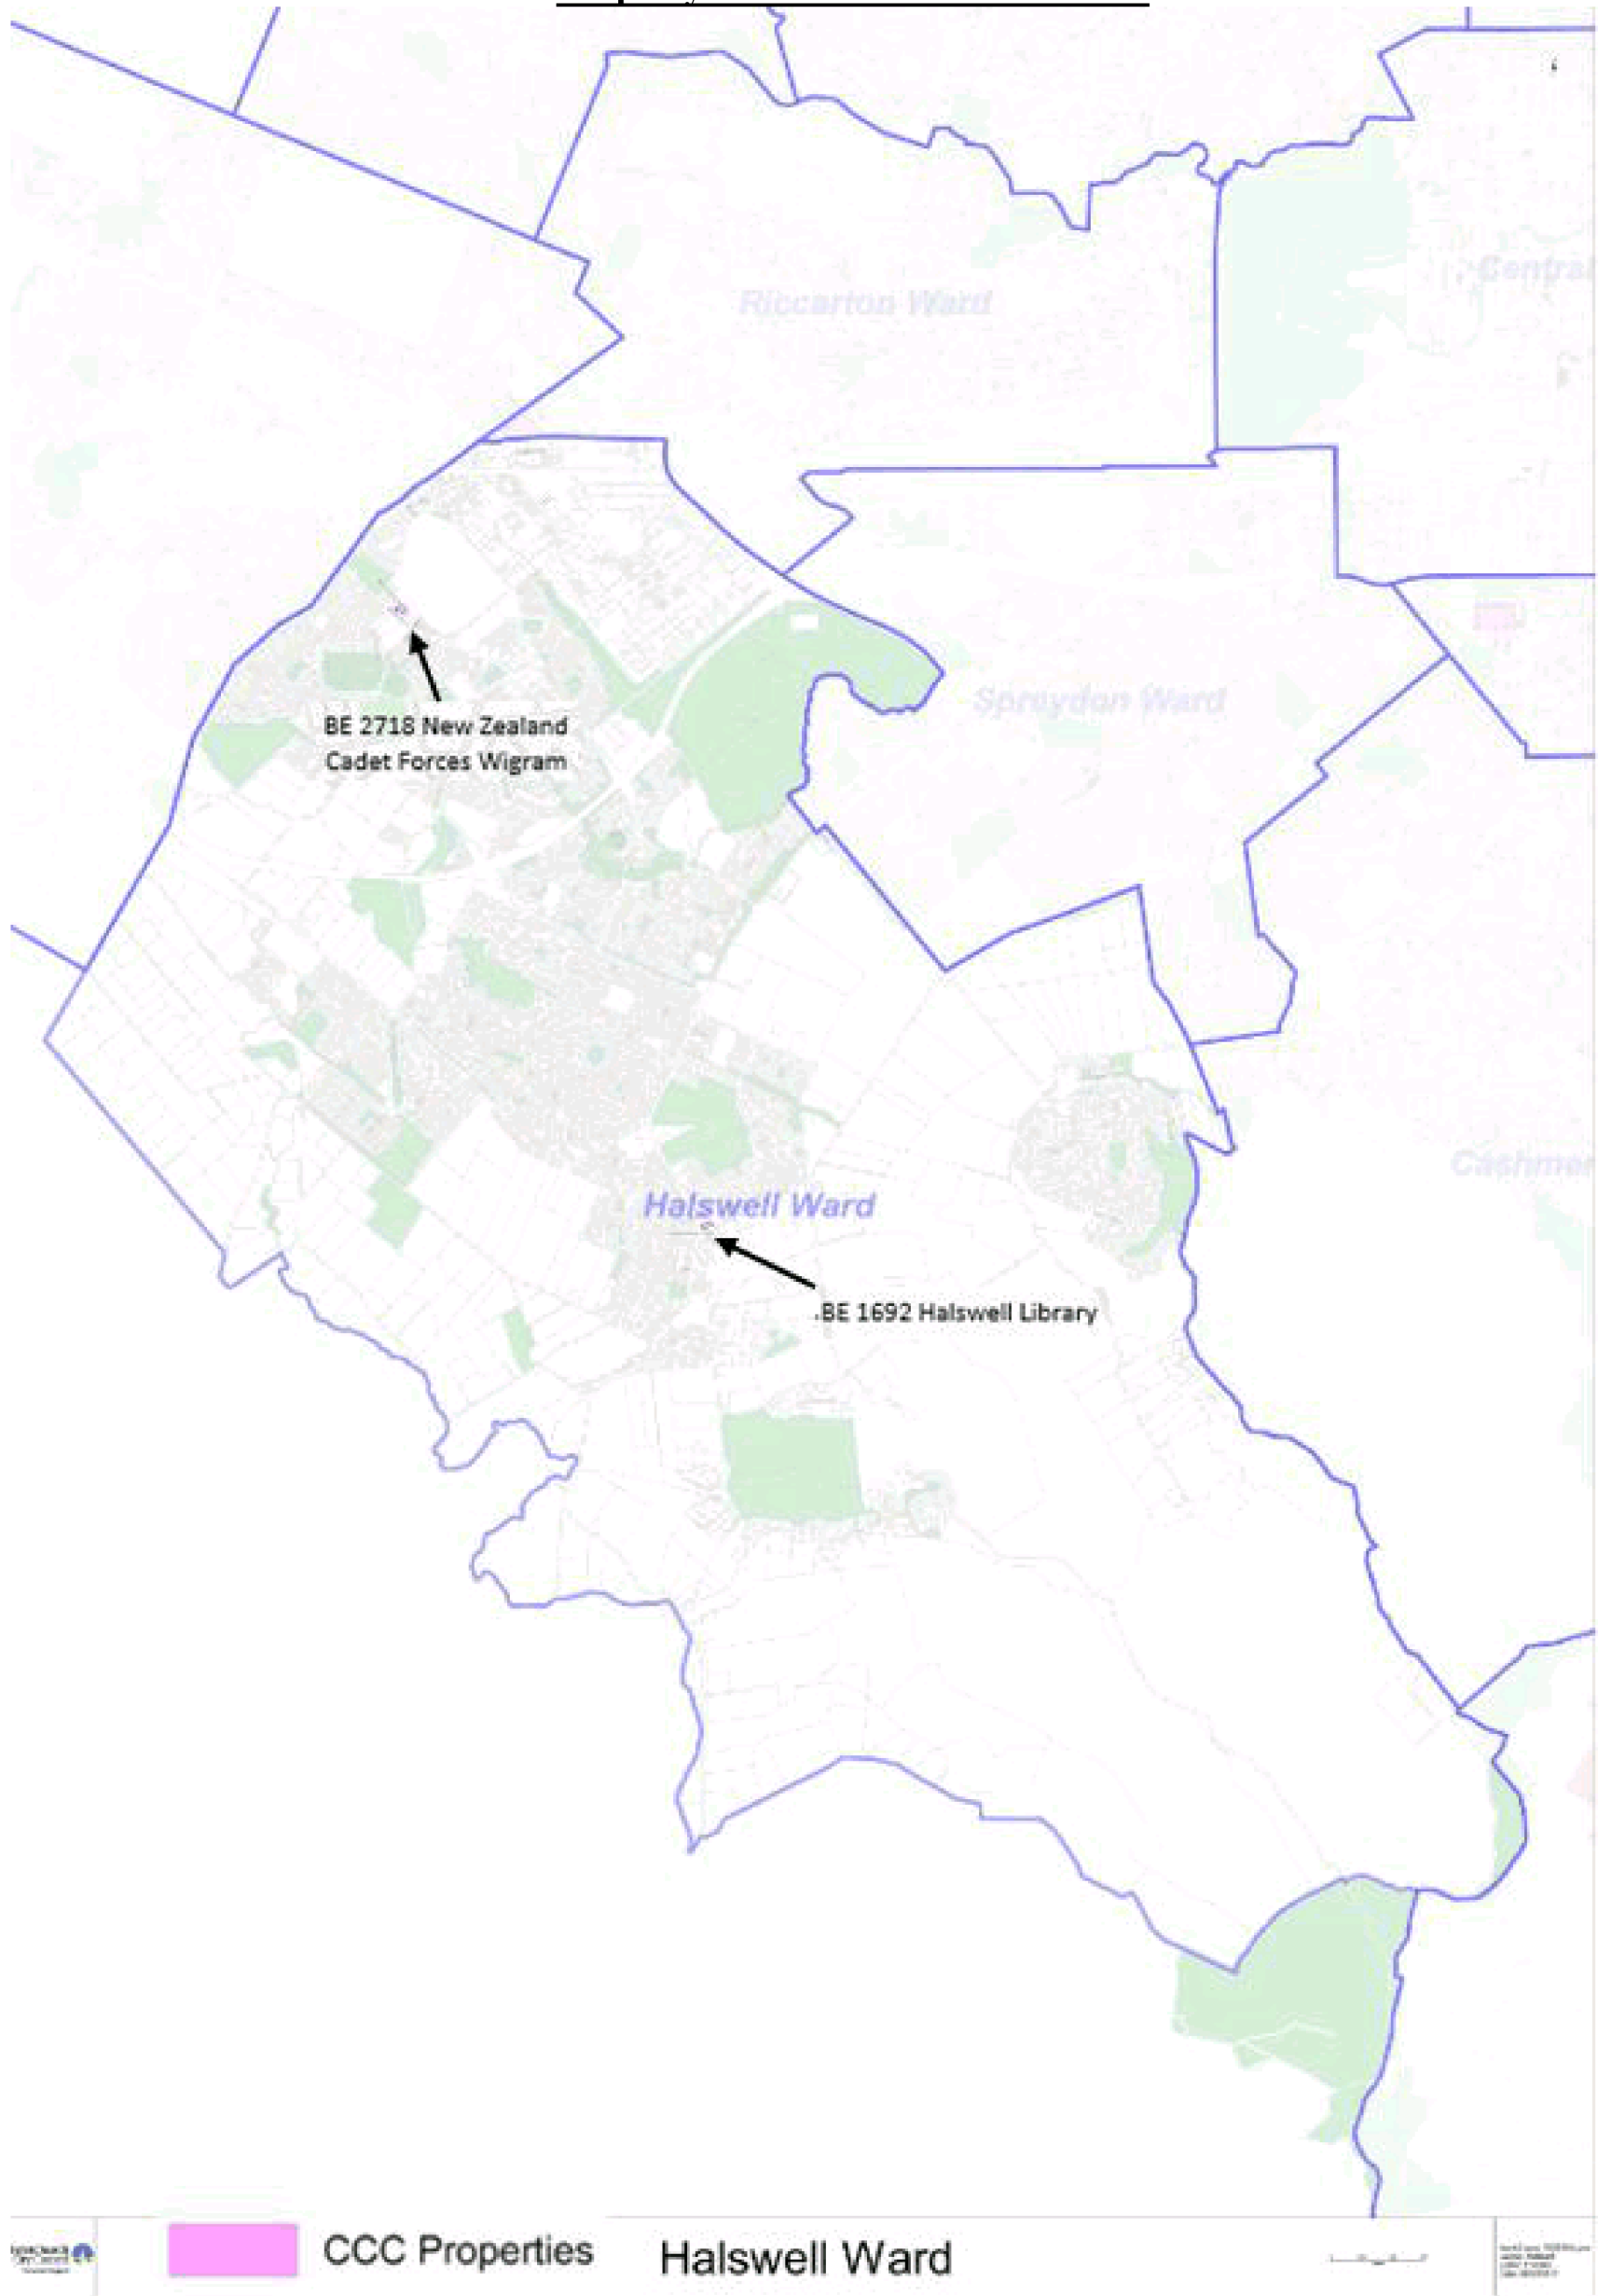 Riccarton Ward
Central
Spreydon Ward
BE 2718 New Zealand
Cadet Forces Wigram
Halswell Ward
BE 1692 Halswell Library
CCC Properties
Halswell Ward